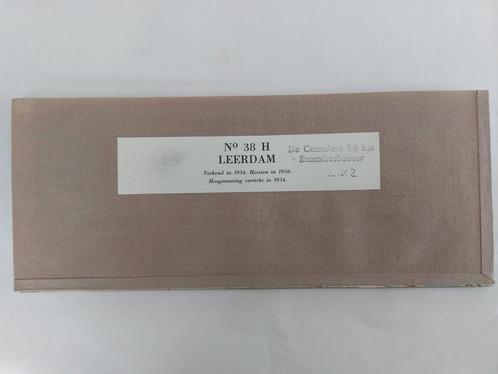 No 38 H
LEERDAM
Verkend in 1934. Herzien in 1956.
Hoogtemeting verricht in 1934.
De Consulent bij het
Staatsbosbeheer
L.V.Z